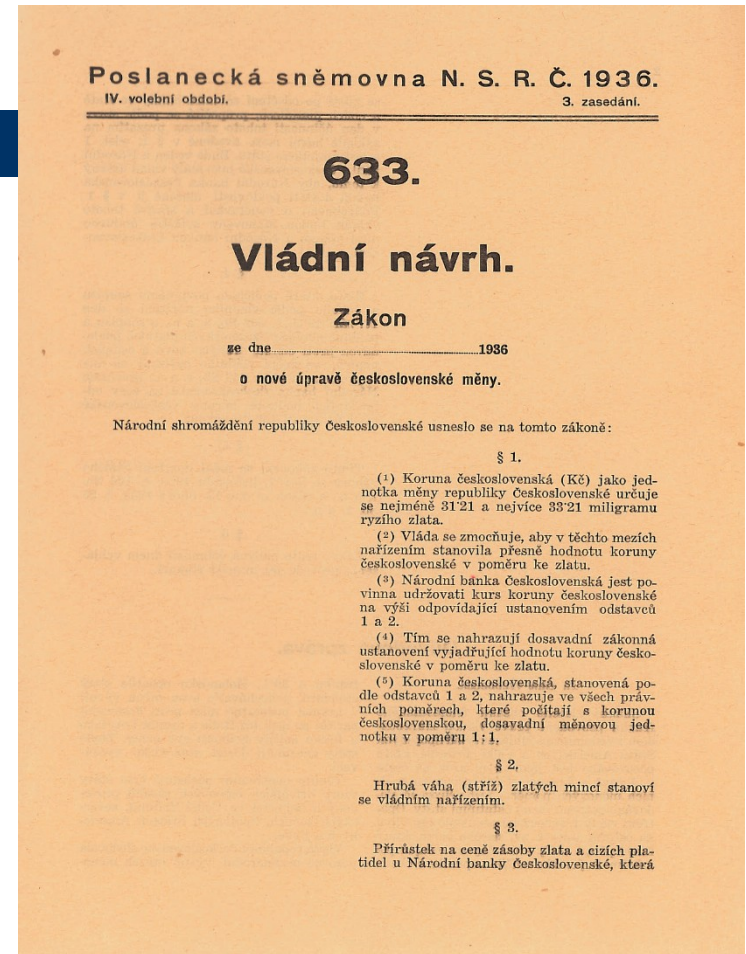 Poslanecká sněmovna N. S. R. Č. 1936.
IV. volební období.
3. zasedání.
633.
Vládní návrh.
Zákon
ze dne..............................................................1936
o nové úpravě československé měny.
Národní shromáždění republiky Československé usneslo se na tomto zákoně:
§ 1.
(1) Koruna československá (Kč) jako jed-
notka měny republiky Československé určuje
se nejméně 31·21 a nejvíce 33·21 miligramu
ryzího zlata.
(2) Vláda se zmocňuje, aby v těchto mezích
nařízením stanovila přesně hodnotu koruny
československé v poměru ke zlatu.
(3) Národní banka Československá jest po-
vinna udržovati kurs koruny československé
na výši odpovídající ustanovením odstavců
1 a 2.
(4) Tím se nahrazují dosavadní zákonná
ustanovení vyjadřující hodnotu koruny česko-
slovenské v poměru ke zlatu.
(5) Koruna československá, stanovená po-
dle odstavců 1 a 2, nahrazuje ve všech práv-
ních poměrech, které počítají s korunou
československou, dosavadní měnovou jed-
notku v poměru 1:1.
§ 2.
Hrubá váha (stříž) zlatých mincí stanoví
se vládním nařízením.
§ 3.
Přírůstek na ceně zásoby zlata a cizích pla-
tidel u Národní banky Československé, která